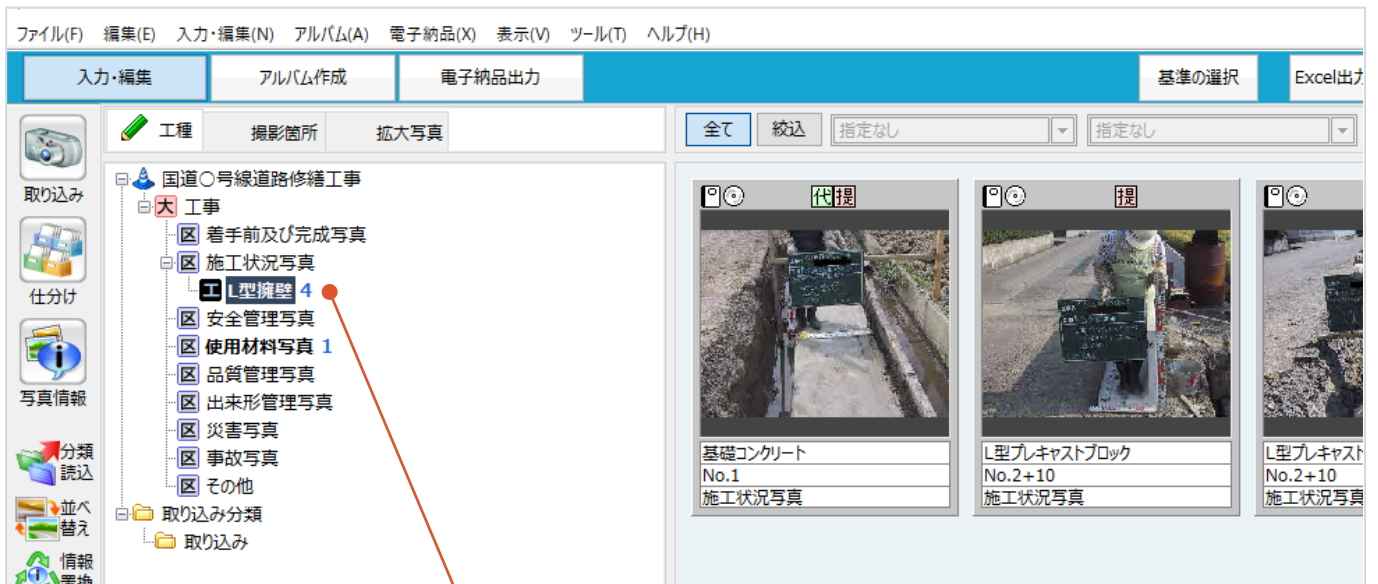 ファイル(F) 編集(E) 入力・編集(N) アルバム(A) 電子納品(X) 表示(V) ツール(T) ヘルプ(H)
入力・編集 アルバム作成 電子納品出力 基準の選択 Excel出力
工種 撮影箇所 拡大写真
全て 絞込 指定なし 指定なし
取り込み
仕分け
写真情報
分類
読込
並べ
替え
情報
置換
国道〇号線道路修繕工事
大 工事
区 着手前及び完成写真
区 施工状況写真
工 L型擁壁 4
区 安全管理写真
区 使用材料写真 1
区 品質管理写真
区 出来形管理写真
区 災害写真
区 事故写真
区 その他
取り込み分類
取り込み
代 提
基礎コンクリート
No.1
施工状況写真
提
L型プレキャストブロック
No.2+10
施工状況写真
L型プレキャスト
No.2+10
施工状況写真